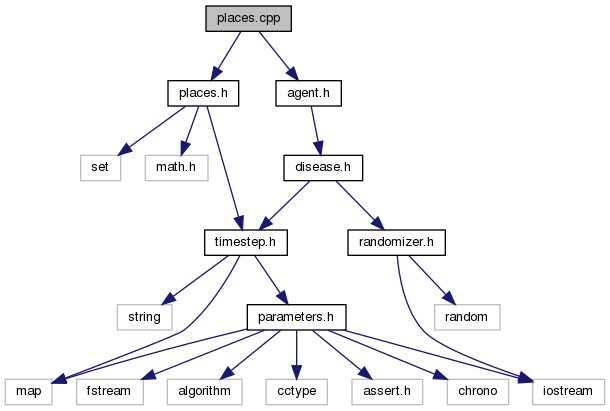 places.cpp
places.h
agent.h
set
math.h
disease.h
timestep.h
randomizer.h
string
parameters.h
random
map
fstream
algorithm
cctype
assert.h
chrono
iostream